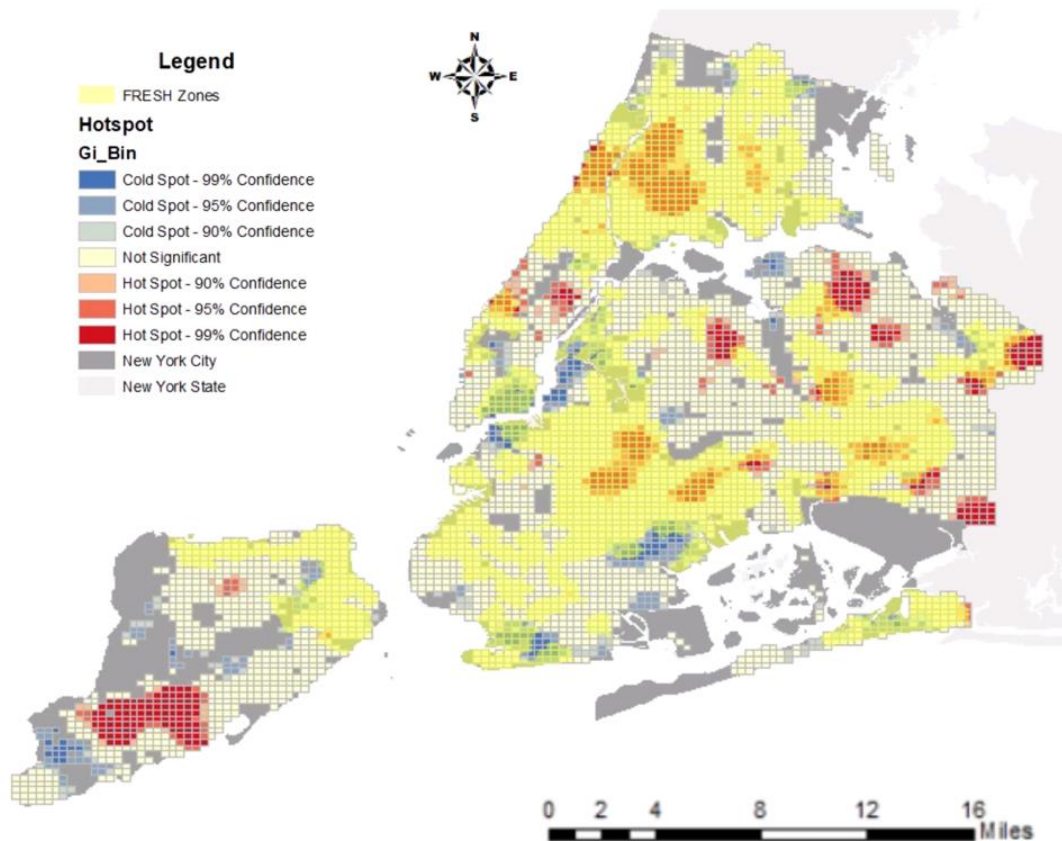 Legend
FRESH Zones
Hotspot
Gi_Bin
Cold Spot - 99% Confidence
Cold Spot - 95% Confidence
Cold Spot - 90% Confidence
Not Significant
Hot Spot - 90% Confidence
Hot Spot - 95% Confidence
Hot Spot - 99% Confidence
New York City
New York State
N
W E
S
0 2 4 8 12 16
Miles